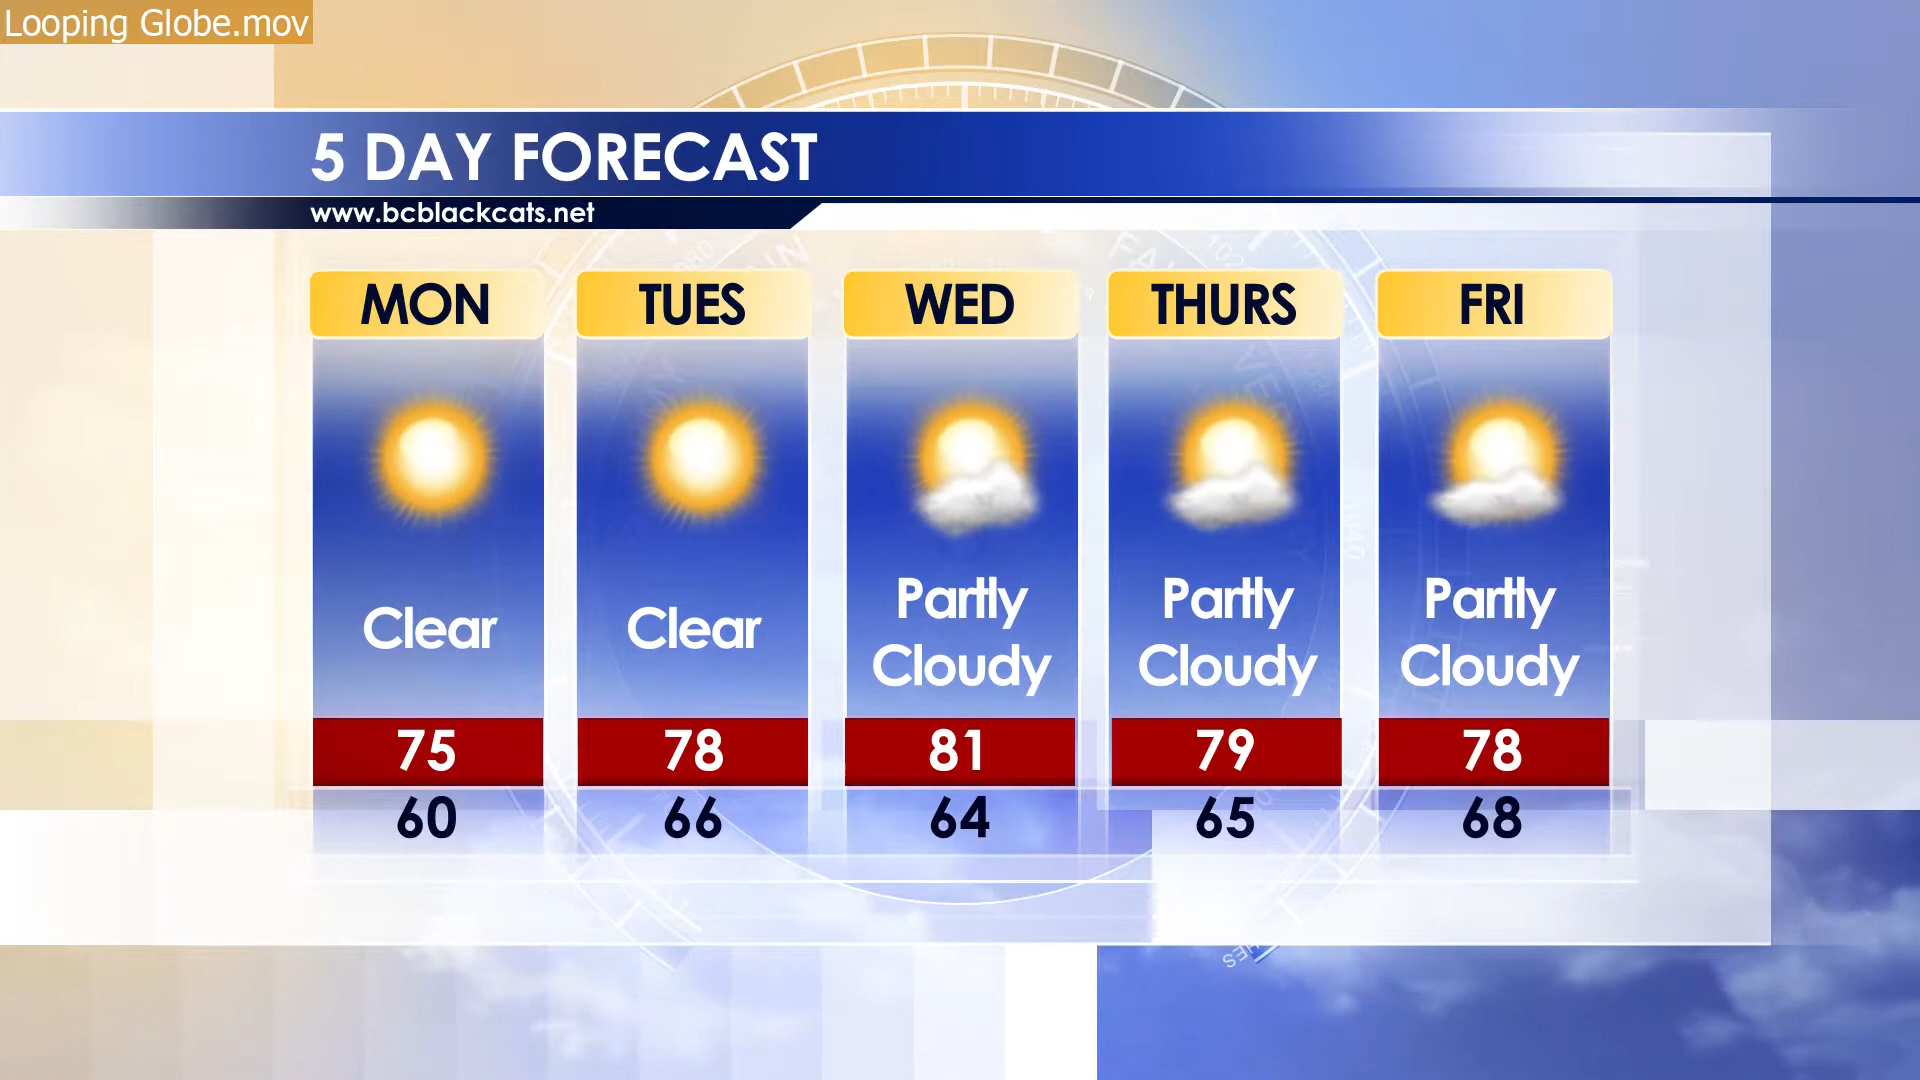 Looping Globe.mov
5 DAY FORECAST
www.bcblackcats.net
MON
TUES
WED
THURS
FRI
Clear
Clear
Partly
Cloudy
Partly
Cloudy
Partly
Cloudy
75
78
81
79
78
60
66
64
65
68